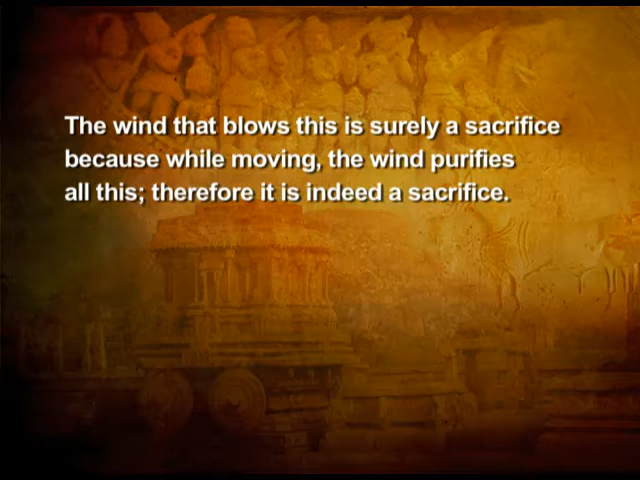 The wind that blows this is surely a sacrifice
because while moving, the wind purifies
all this; therefore it is indeed a sacrifice.